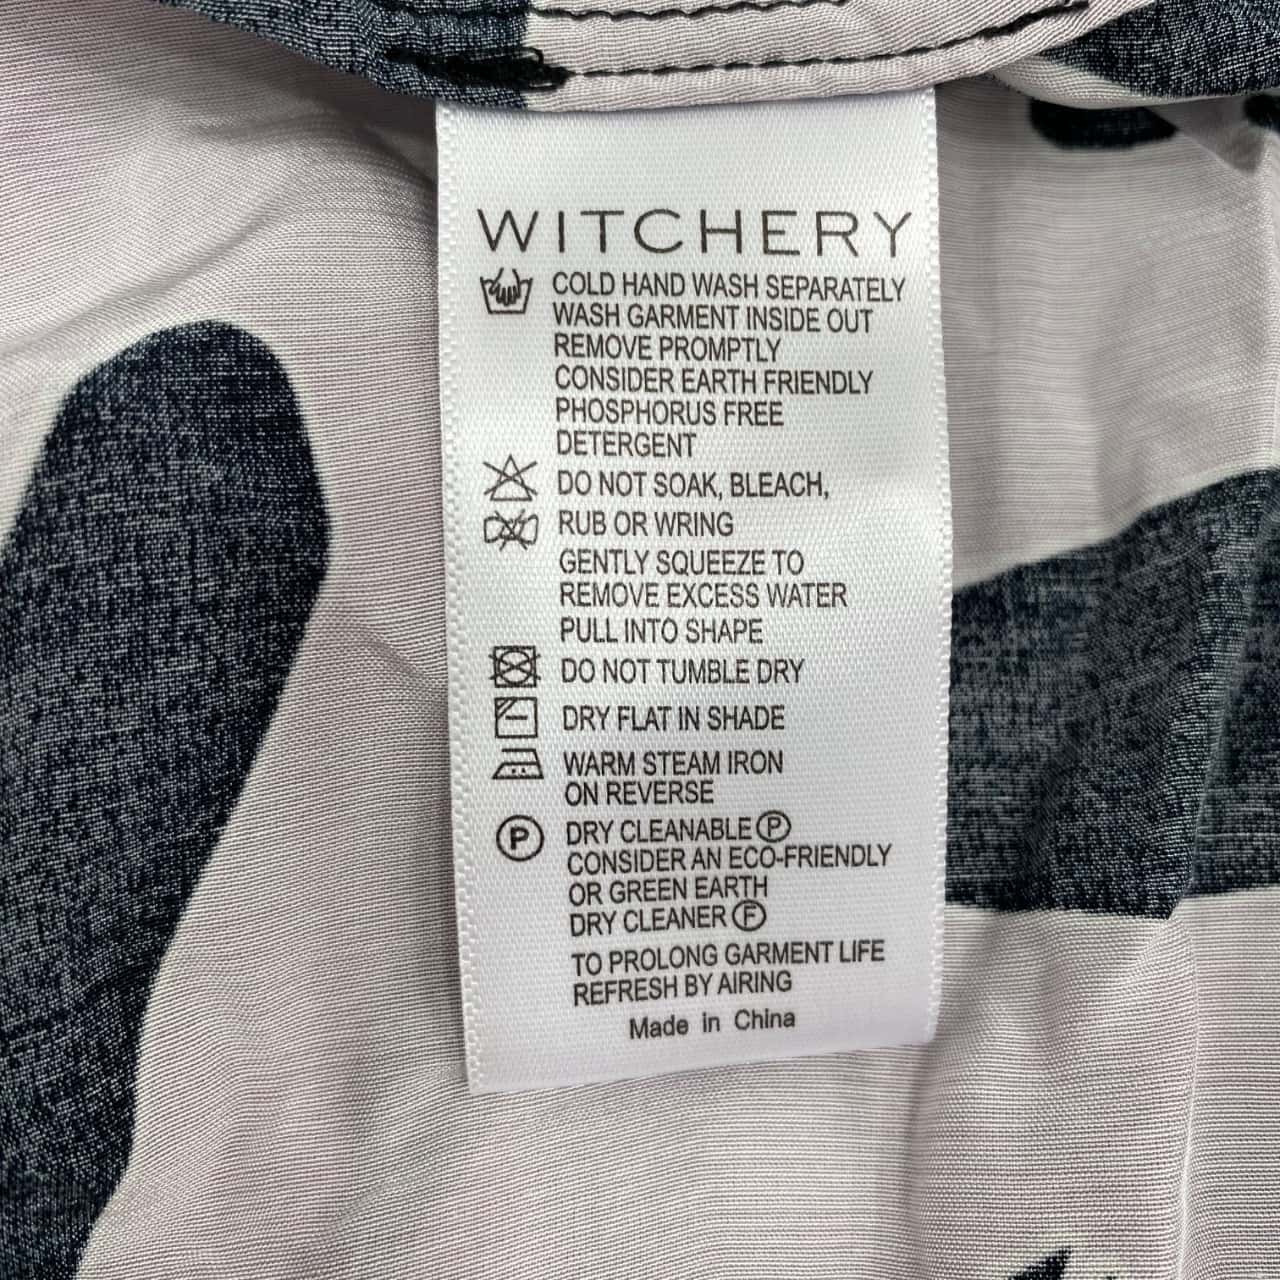 WITCHERY
COLD HAND WASH SEPARATELY
WASH GARMENT INSIDE OUT
REMOVE PROMPTLY
CONSIDER EARTH FRIENDLY
PHOSPHORUS FREE
DETERGENT
DO NOT SOAK, BLEACH,
RUB OR WRING
GENTLY SQUEEZE TO
REMOVE EXCESS WATER
PULL INTO SHAPE
DO NOT TUMBLE DRY
DRY FLAT IN SHADE
WARM STEAM IRON
ON REVERSE
Ⓟ DRY CLEANABLE Ⓟ
CONSIDER AN ECO-FRIENDLY
OR GREEN EARTH
DRY CLEANER Ⓕ
TO PROLONG GARMENT LIFE
REFRESH BY AIRING
Made in China